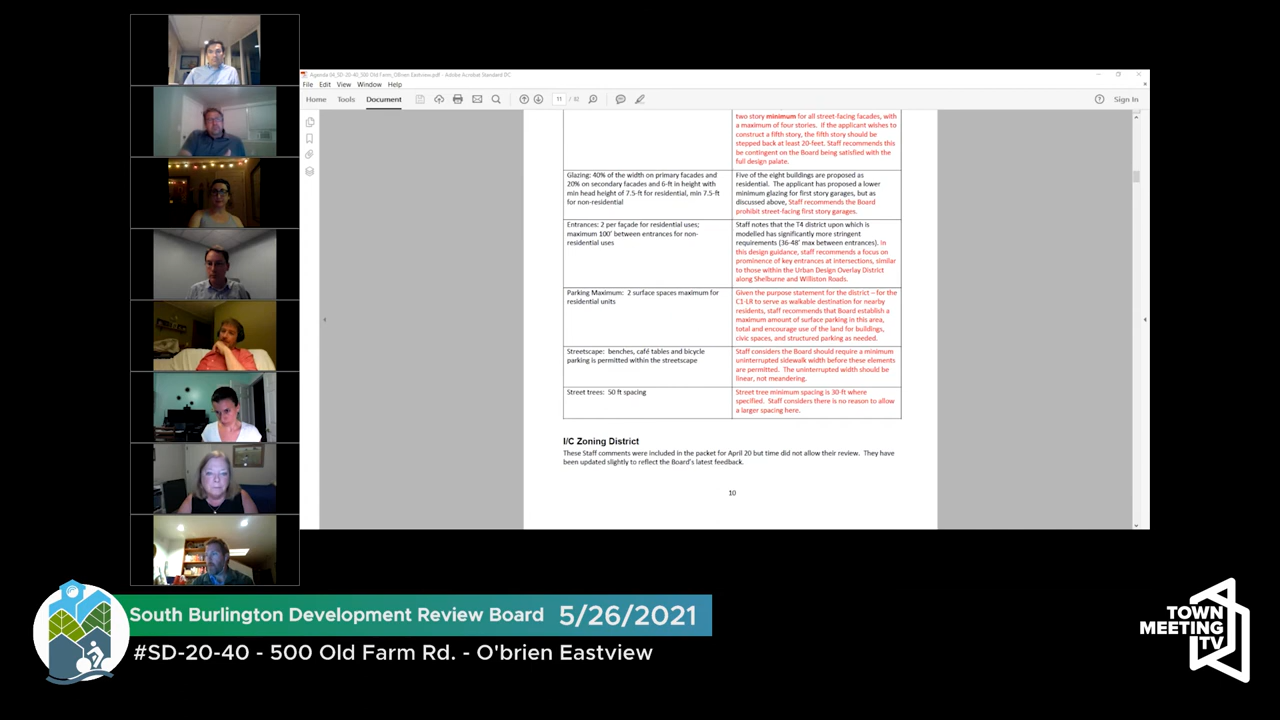 Agenda 04_SD-20-40_500 Old Farm_OBrien Eastview.pdf - Adobe Acrobat Standard DC
File Edit View Window Help
Home Tools Document 11 / 82 Sign In
two story minimum for all street-facing facades, with
a maximum of four stories. If the applicant wishes to
construct a fifth story, the fifth story should be
stepped back at least 20-feet. Staff recommends this
be contingent on the Board being satisfied with the
full design palate.
Glazing: 40% of the width on primary facades and
20% on secondary facades and 6-ft in height with
min head height of 7.5-ft for residential, min 7.5-ft
for non-residential
Five of the eight buildings are proposed as
residential. The applicant has proposed a lower
minimum glazing for first story garages, but as
discussed above, Staff recommends the Board
prohibit street-facing first story garages.
Entrances: 2 per façade for residential uses;
maximum 100' between entrances for non-
residential uses
Staff notes that the T4 district upon which is
modelled has significantly more stringent
requirements (36-48' max between entrances). In
this design guidance, staff recommends a focus on
prominence of key entrances at intersections, similar
to those within the Urban Design Overlay District
along Shelburne and Williston Roads.
Parking Maximum: 2 surface spaces maximum for
residential units
Given the purpose statement for the district – for the
C1-LR to serve as walkable destination for nearby
residents, staff recommends that Board establish a
maximum amount of surface parking in this area,
total and encourage use of the land for buildings,
civic spaces, and structured parking as needed.
Streetscape: benches, café tables and bicycle
parking is permitted within the streetscape
Staff considers the Board should require a minimum
uninterrupted sidewalk width before these elements
are permitted. The uninterrupted width should be
linear, not meandering.
Street trees: 50 ft spacing
Street tree minimum spacing is 30-ft where
specified. Staff considers there is no reason to allow
a larger spacing here.
I/C Zoning District
These Staff comments were included in the packet for April 20 but time did not allow their review. They have
been updated slightly to reflect the Board's latest feedback.
10
South Burlington Development Review Board 5/26/2021
#SD-20-40 - 500 Old Farm Rd. - O'brien Eastview
TOWN
MEETING
TV